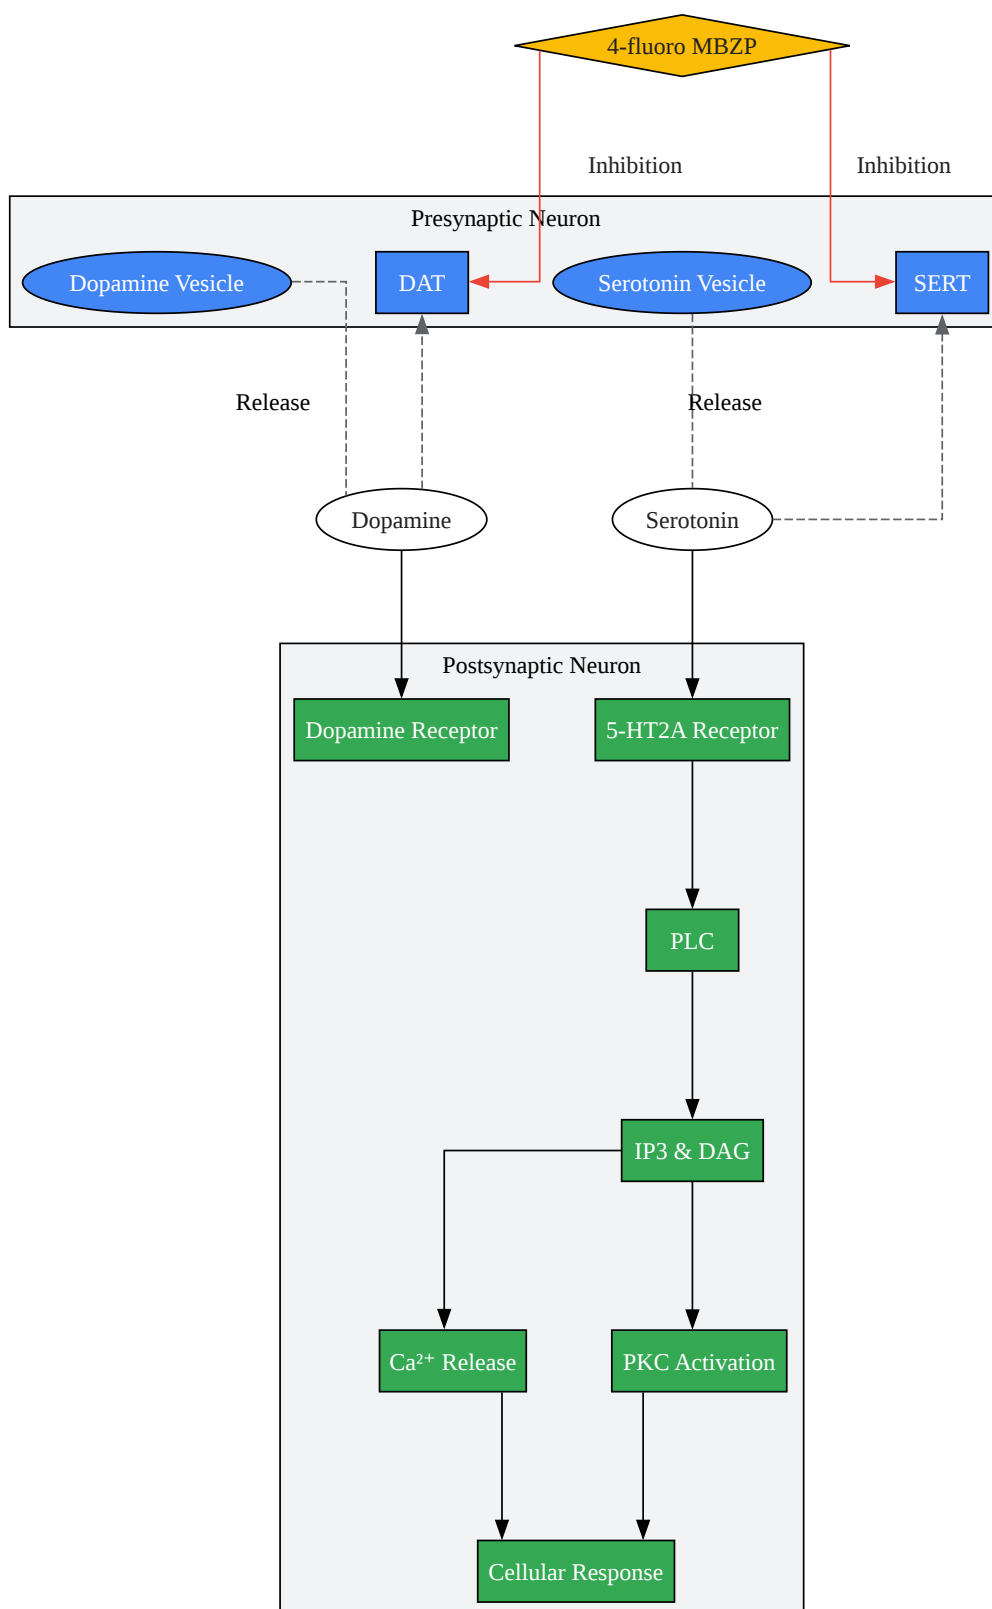 4-fluoro MBZP
Inhibition
Inhibition
Presynaptic Neuron
Dopamine Vesicle
DAT
Serotonin Vesicle
SERT
Release
Release
Dopamine
Serotonin
Postsynaptic Neuron
Dopamine Receptor
5-HT2A Receptor
PLC
IP3 & DAG
Ca²⁺ Release
PKC Activation
Cellular Response